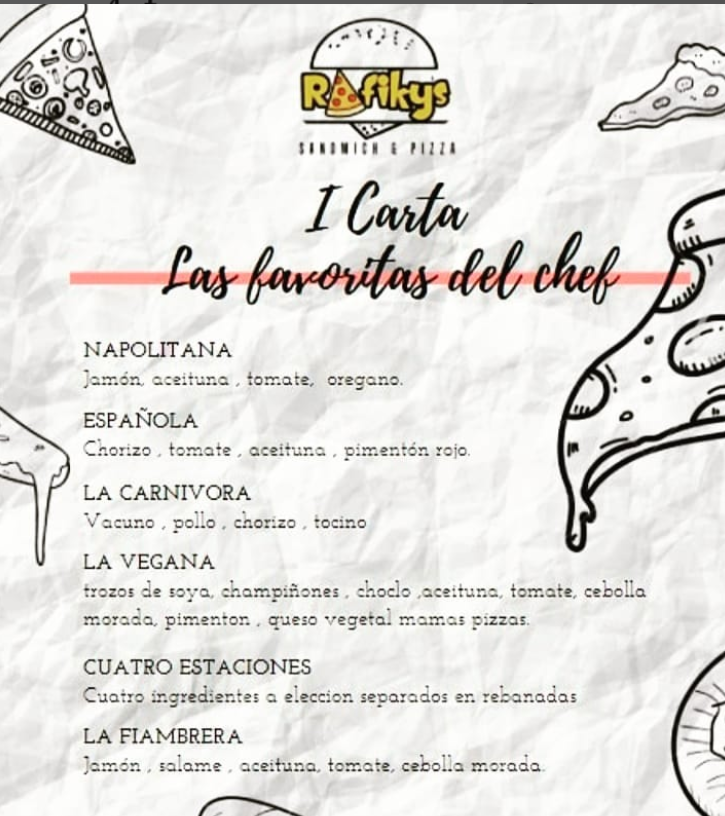 Rafikys
SANDWICH & PIZZA
I Carta
Las favoritas del chef
NAPOLITANA
Jamón, aceituna , tomate,  oregano.
ESPAÑOLA
Chorizo , tomate , aceituna , pimentón rojo.
LA CARNIVORA
Vacuno , pollo , chorizo , tocino
LA VEGANA
trozos de soya, champiñones , choclo ,aceituna, tomate, cebolla
morada, pimenton , queso vegetal mamas pizzas.
CUATRO ESTACIONES
Cuatro ingredientes a eleccion separados en rebanadas
LA FIAMBRERA
Jamón , salame , aceituna, tomate, cebolla morada.